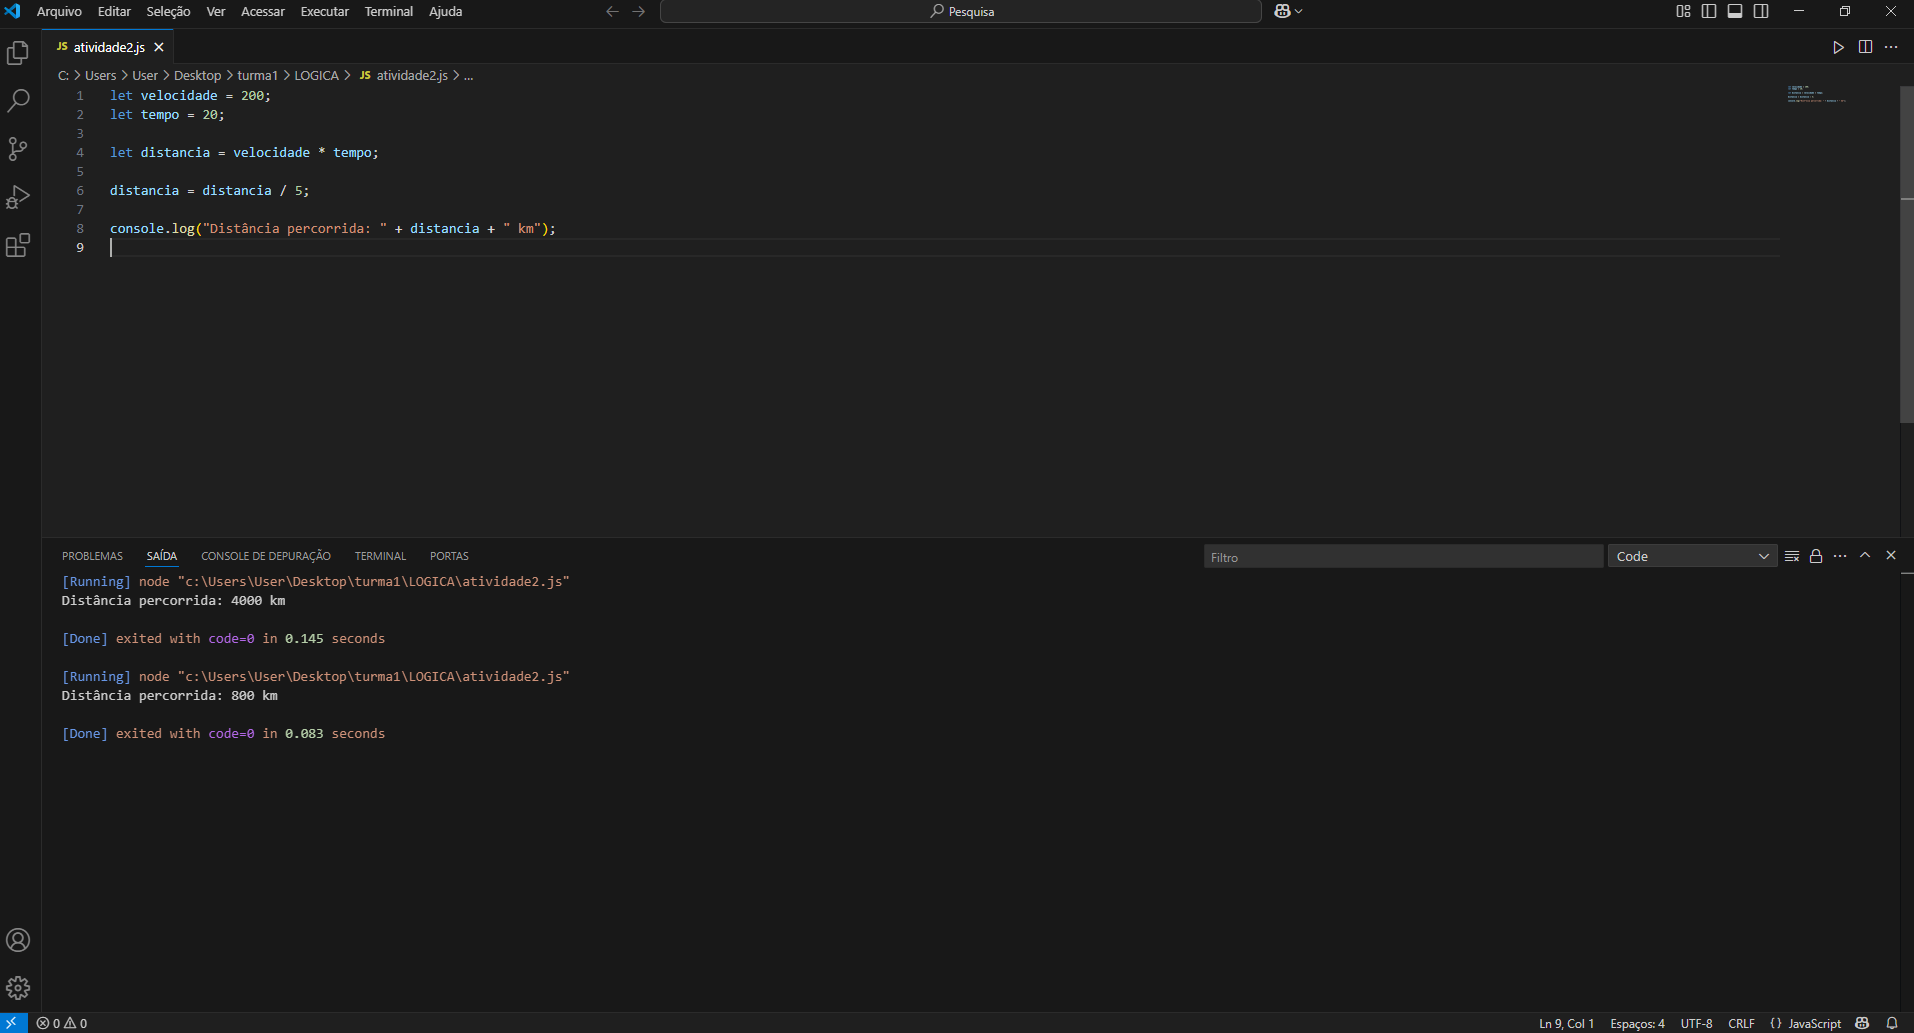 Arquivo Editar Seleção Ver Acessar Executar Terminal Ajuda Pesquisa
JS atividade2.js
C: > Users > User > Desktop > turma1 > LOGICA > JS atividade2.js > ...
1 let velocidade = 200;
2 let tempo = 20;
3
4 let distancia = velocidade * tempo;
5
6 distancia = distancia / 5;
7
8 console.log("Distância percorrida: " + distancia + " km");
9
PROBLEMAS SAÍDA CONSOLE DE DEPURAÇÃO TERMINAL PORTAS Filtro Code
[Running] node "c:\Users\User\Desktop\turma1\LOGICA\atividade2.js"
Distância percorrida: 4000 km
[Done] exited with code=0 in 0.145 seconds
[Running] node "c:\Users\User\Desktop\turma1\LOGICA\atividade2.js"
Distância percorrida: 800 km
[Done] exited with code=0 in 0.083 seconds
0 0 Ln 9, Col 1 Espaços: 4 UTF-8 CRLF {} JavaScript